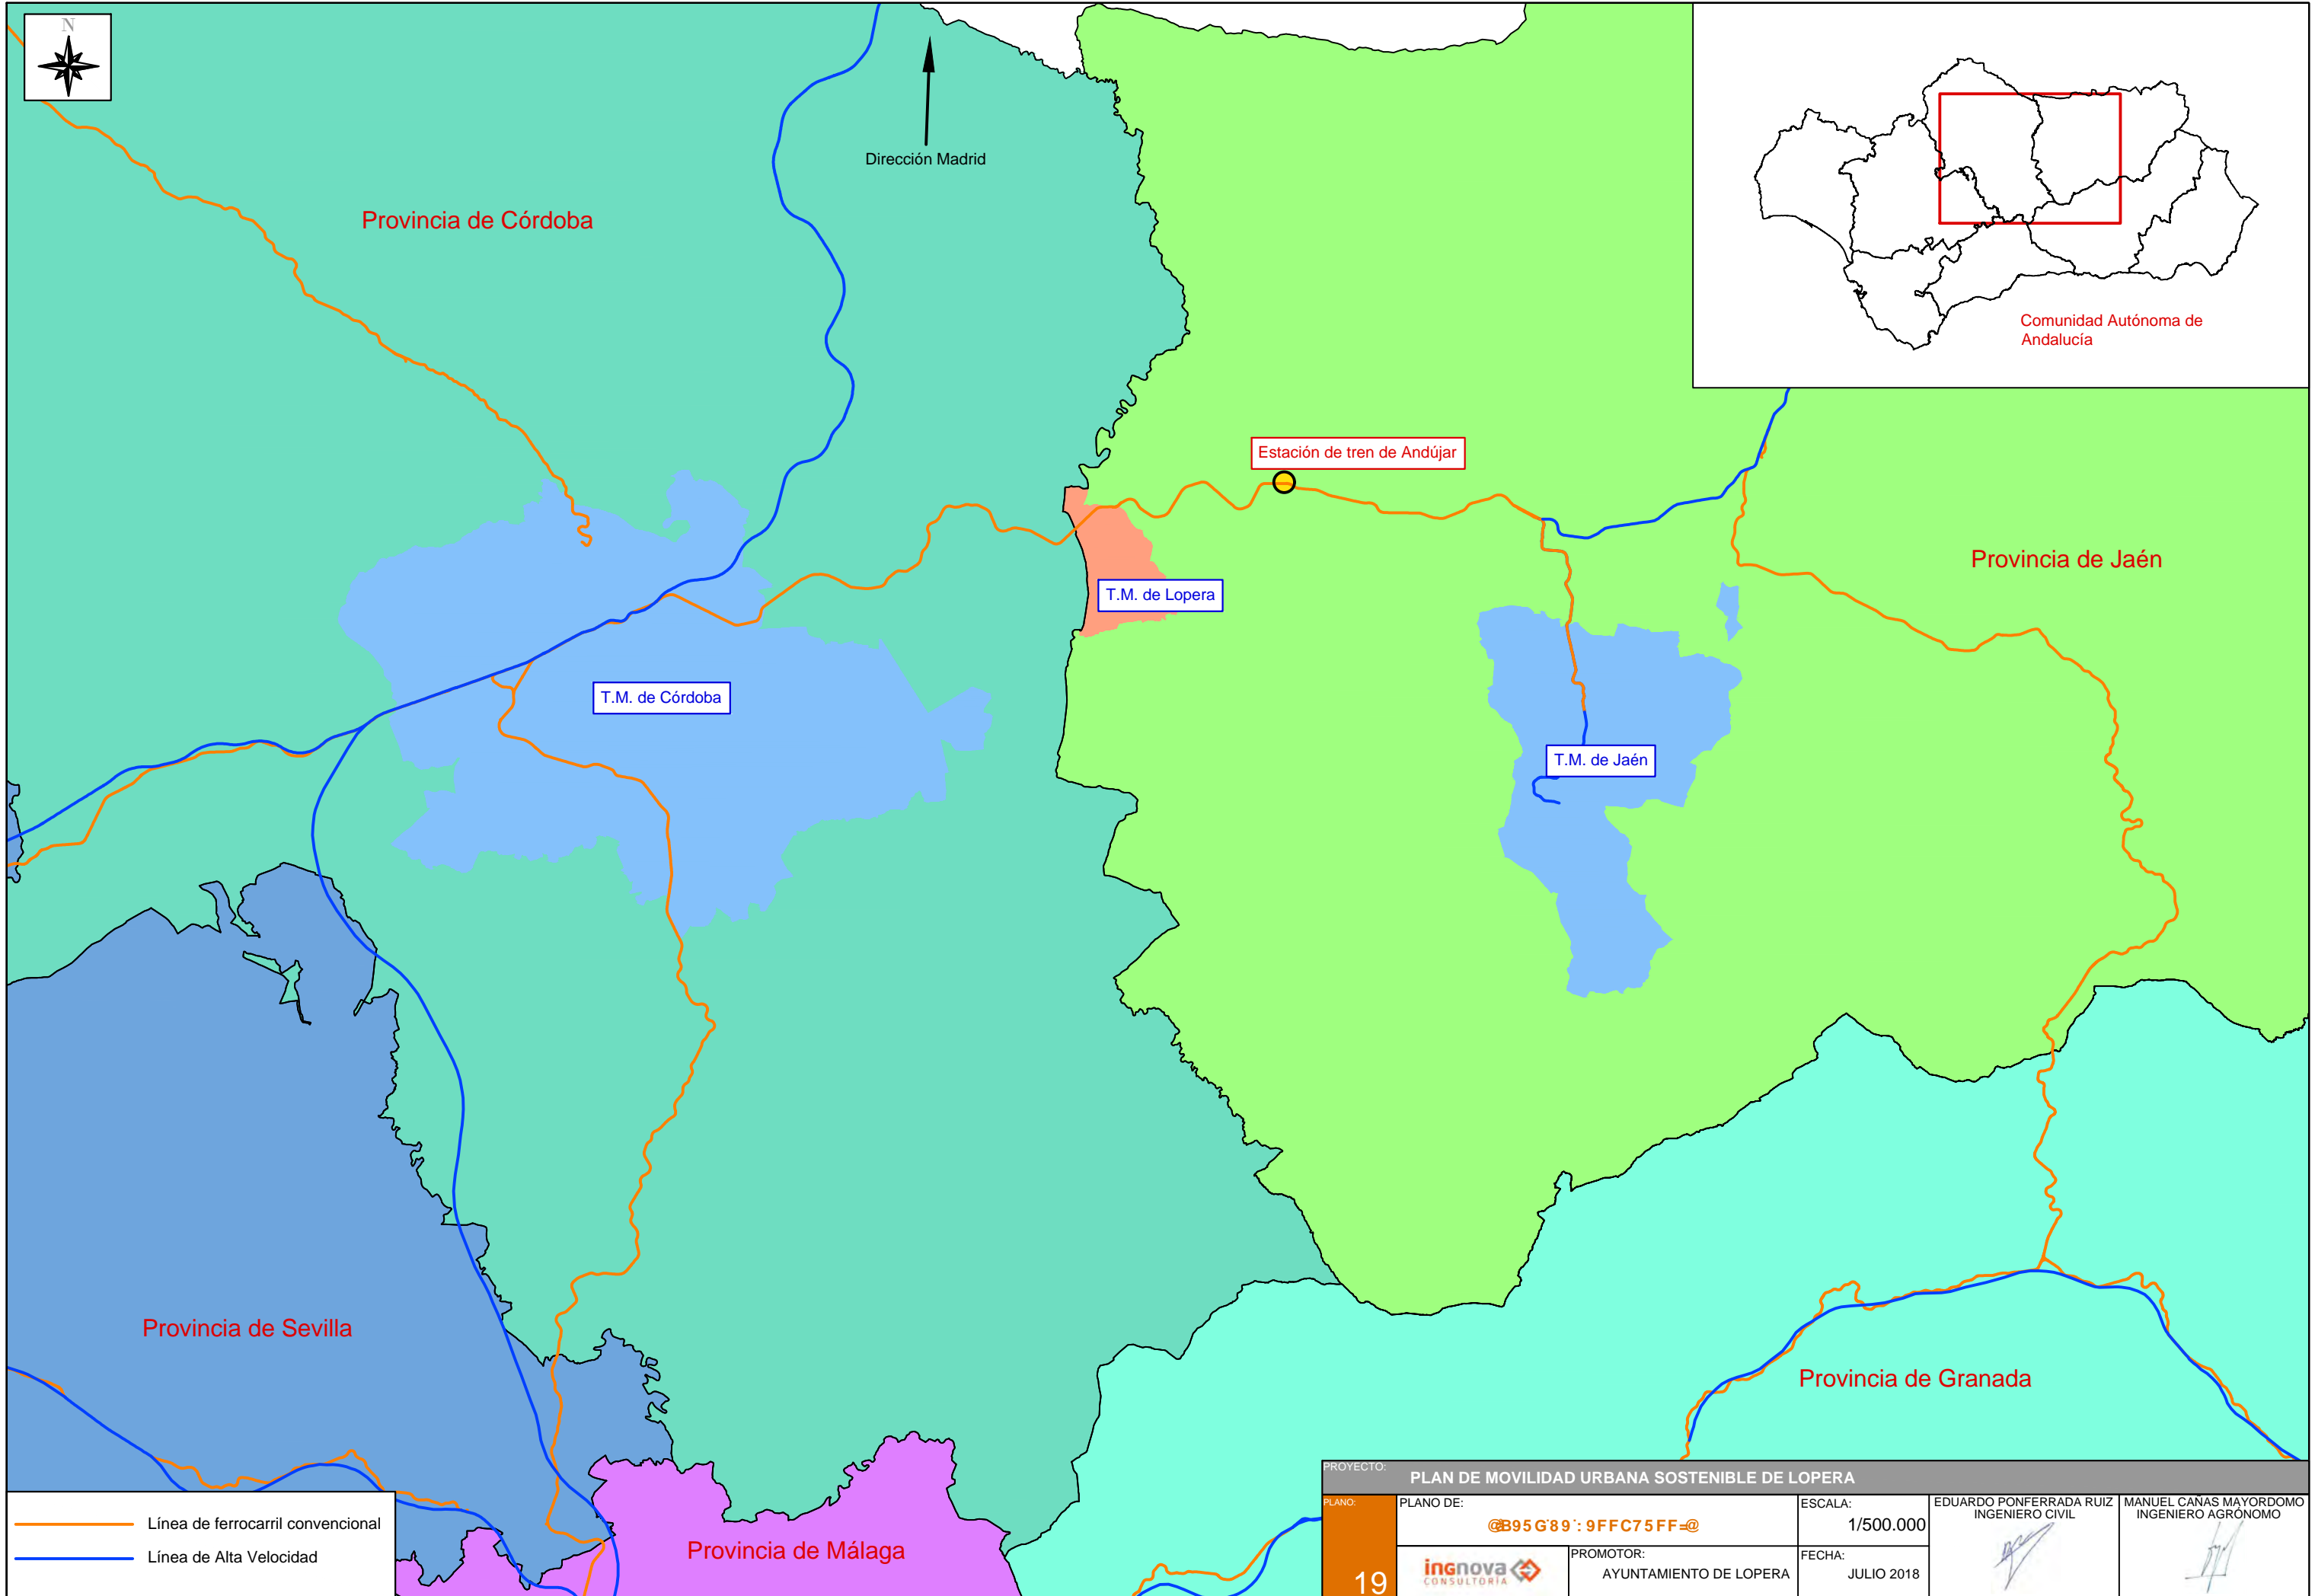 N
Dirección Madrid
Provincia de Córdoba
Comunidad Autónoma de
Andalucía
Estación de tren de Andújar
Provincia de Jaén
T.M. de Lopera
T.M. de Córdoba
T.M. de Jaén
Provincia de Sevilla
Provincia de Granada
Provincia de Málaga
Línea de ferrocarril convencional
Línea de Alta Velocidad
PROYECTO:
PLAN DE MOVILIDAD URBANA SOSTENIBLE DE LOPERA
PLANO:
19
PLANO DE:
ESCALA:
1/500.000
EDUARDO PONFERRADA RUIZ
INGENIERO CIVIL
MANUEL CAÑAS MAYORDOMO
INGENIERO AGRÓNOMO
ingnova
CONSULTORÍA
PROMOTOR:
AYUNTAMIENTO DE LOPERA
FECHA:
JULIO 2018